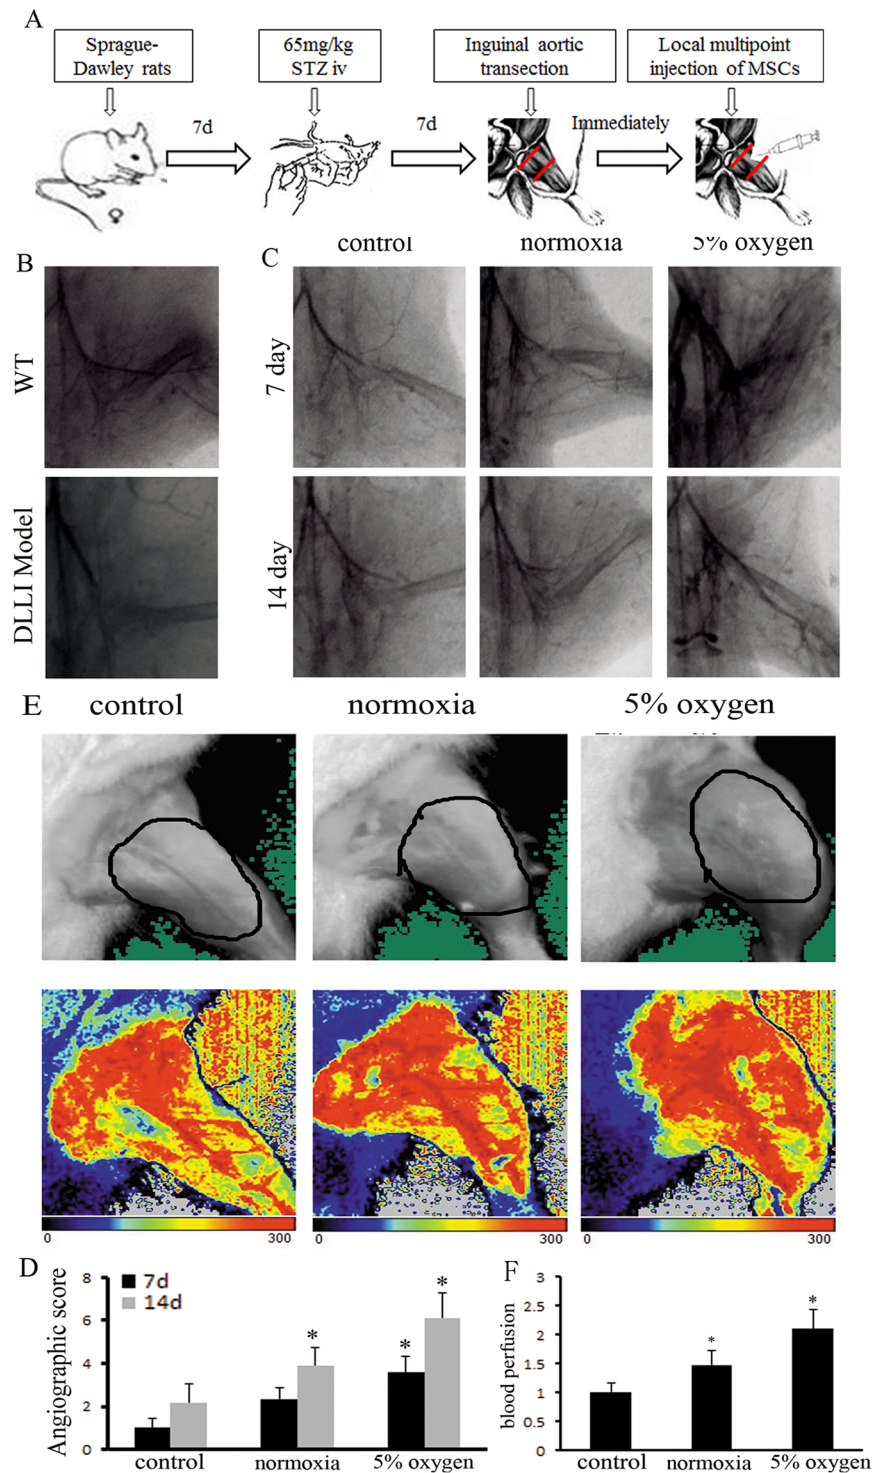 A
Sprague-
Dawley rats
65mg/kg
STZ iv
Inguinal aortic
transection
Local multipoint
injection of MSCs
7d
7d
Immediately
B
C
control
normoxia
5% oxygen
WT
7 day
DLLI Model
14 day
E
control
normoxia
5% oxygen
0 300
0 300
0 300
D
Angiographic score
8
6
4
2
0
7d
14d
*
*
*
control
normoxia
5% oxygen
F
blood perfusion
3
2.5
2
1.5
1
0.5
0
*
*
control
normoxia
5% oxygen